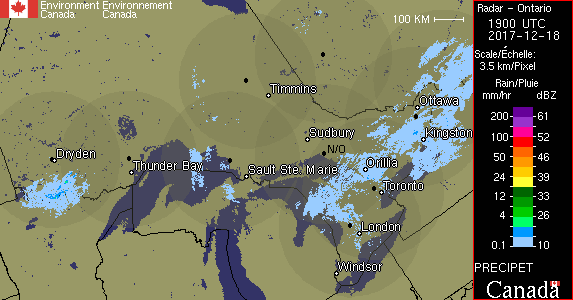 Environment Environnement
Canada Canada
100 KM
Timmins
Ottawa
Sudbury
Kingston
N/O
Dryden
Thunder Bay
Sault Ste. Marie
Orillia
Toronto
London
Windsor
Radar - Ontario
1900 UTC
2017-12-18
Scale/Échelle:
3.5 km/Pixel
Rain/Pluie
mm/hr dBZ
200 61
100 52
50 46
24 39
12 33
4 26
0.1 10
PRECIPET
Canada